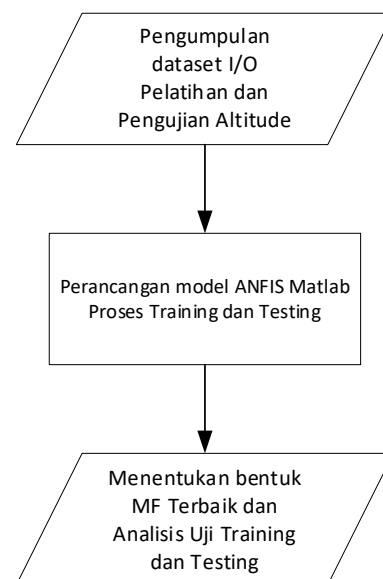 Pengumpulan
dataset I/O
Pelatihan dan
Pengujian Altitude
Perancangan model ANFIS Matlab
Proses Training dan Testing
Menentukan bentuk
MF Terbaik dan
Analisis Uji Training
dan Testing